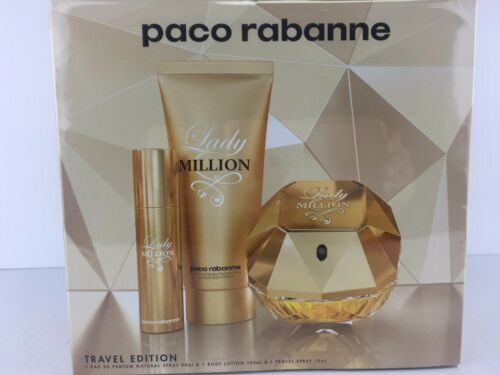 paco rabanne
Lady
MILLION
paco rabanne
Lady
MILLION
paco rabanne
Lady
MILLION
TRAVEL EDITION
1 EAU DE PARFUM NATURAL SPRAY 80ml & 1 BODY LOTION 100ml & 1 TRAVEL SPRAY 10ml